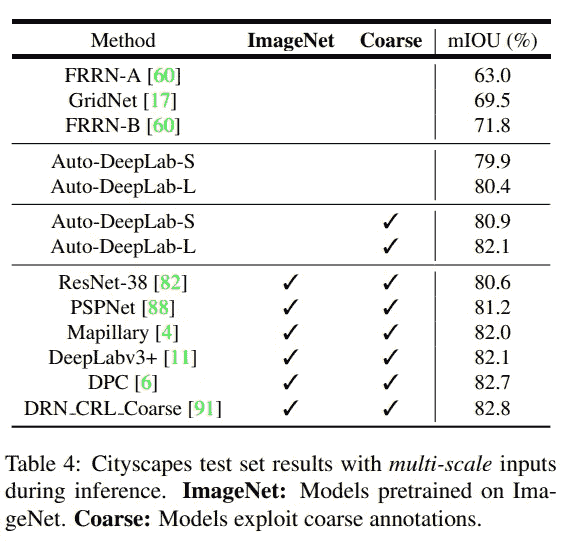 Method ImageNet Coarse mIOU (%)
FRRN-A [60] 63.0
GridNet [17] 69.5
FRRN-B [60] 71.8
Auto-DeepLab-S 79.9
Auto-DeepLab-L 80.4
Auto-DeepLab-S ✓ 80.9
Auto-DeepLab-L ✓ 82.1
ResNet-38 [82] ✓ ✓ 80.6
PSPNet [88] ✓ ✓ 81.2
Mapillary [4] ✓ ✓ 82.0
DeepLabv3+ [11] ✓ ✓ 82.1
DPC [6] ✓ ✓ 82.7
DRN_CRL_Coarse [91] ✓ ✓ 82.8
Table 4: Cityscapes test set results with multi-scale inputs
during inference. ImageNet: Models pretrained on Ima-
geNet. Coarse: Models exploit coarse annotations.